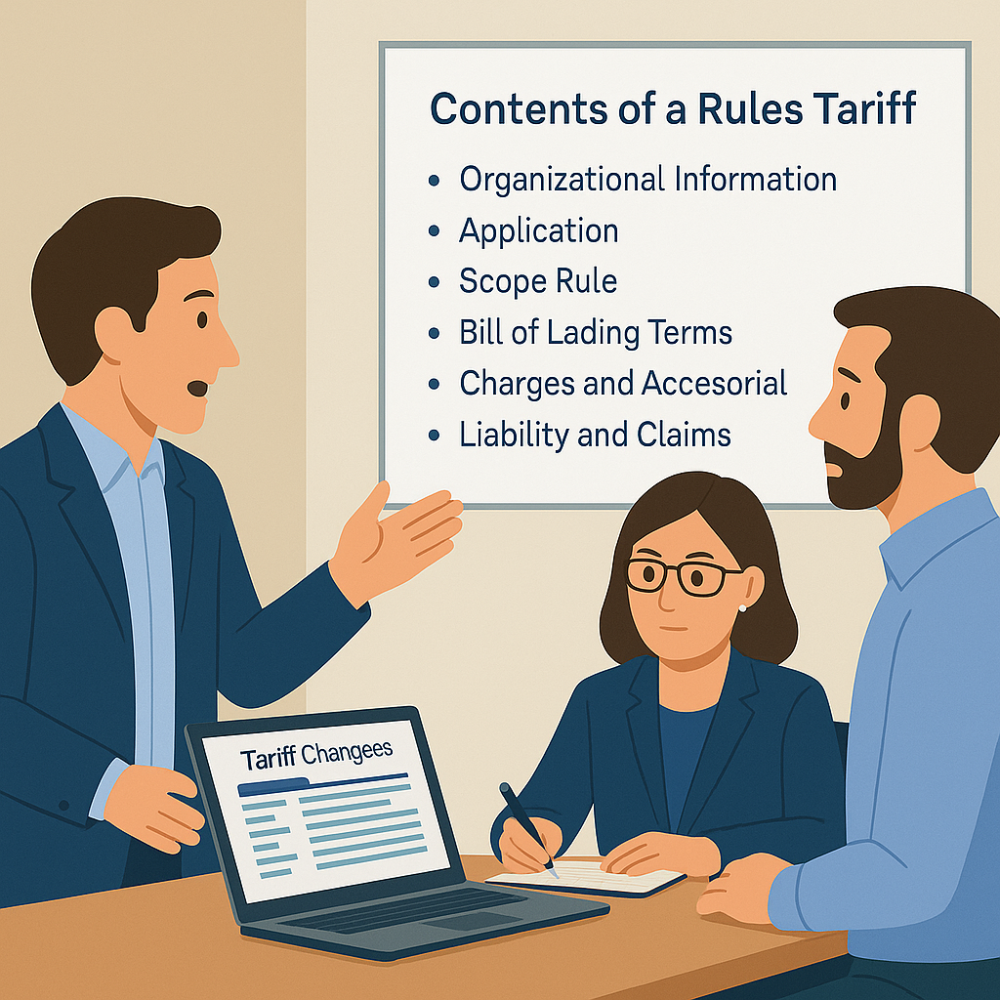 Contents of a Rules Tariff
• Organizational Information
• Application
• Scope Rule
• Bill of Lading Terms
• Charges and Accesorial
• Liability and Claims
Tariff Changees